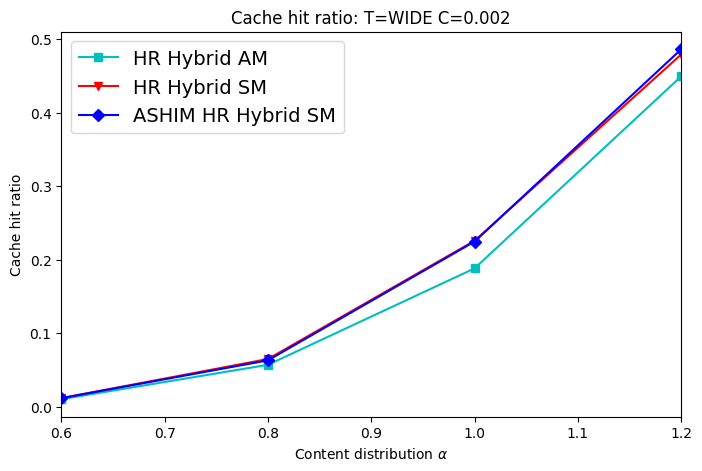 Cache hit ratio: T=WIDE C=0.002
HR Hybrid AM
HR Hybrid SM
ASHIM HR Hybrid SM
Cache hit ratio
0.5
0.4
0.3
0.2
0.1
0.0
0.6 0.7 0.8 0.9 1.0 1.1 1.2
Content distribution α